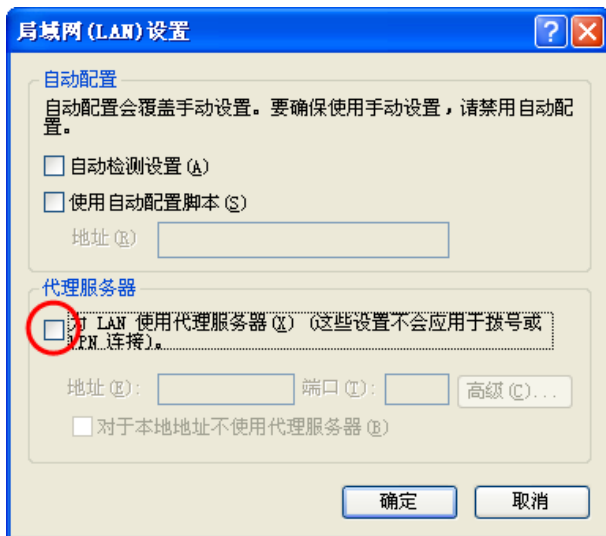 局域网(LAN)设置
自动配置
自动配置会覆盖手动设置。要确保使用手动设置，请禁用自动配
置。
自动检测设置(A)
使用自动配置脚本(S)
地址(R)
代理服务器
对 LAN 使用代理服务器(X) (这些设置不会应用于拨号或
VPN 连接)。
地址(E): 端口(T): 高级(C)...
对于本地地址不使用代理服务器(B)
确定 取消